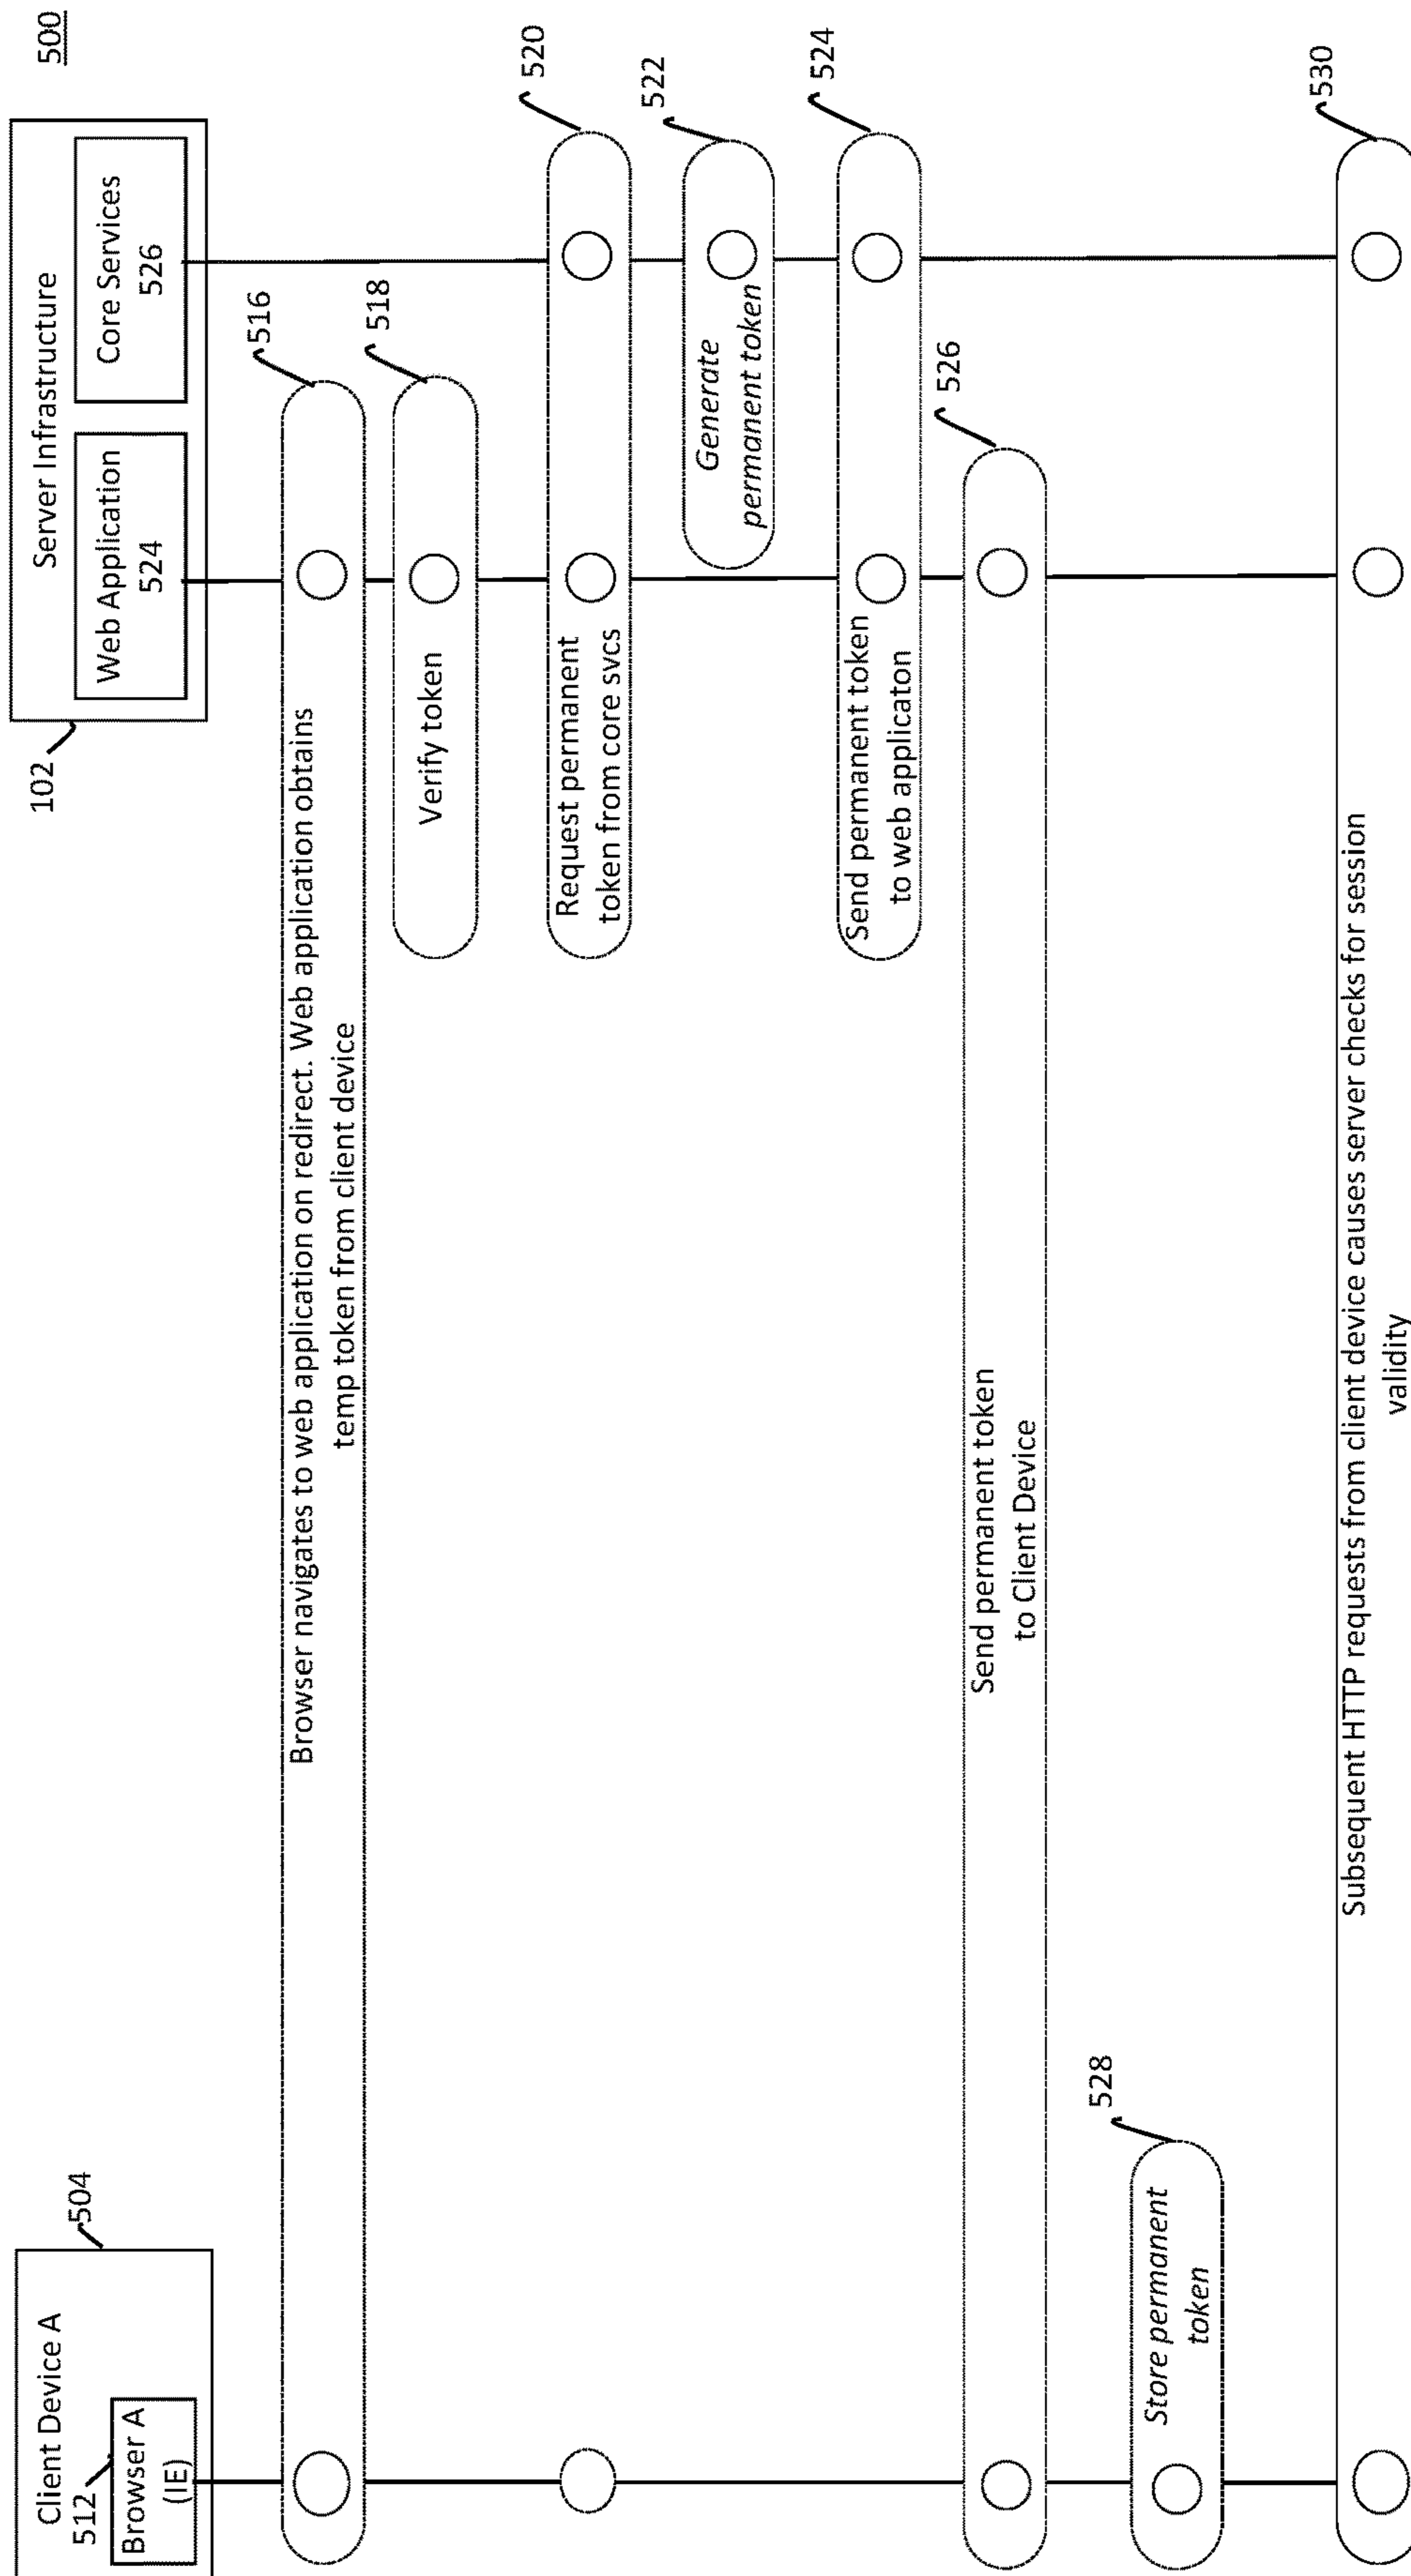 500
Client Device A
504
512
Browser A
(IE)
102
Server Infrastructure
Web Application
524
Core Services
526
516
Browser navigates to web application on redirect. Web application obtains
temp token from client device
518
Verify token
520
Request permanent
token from core svcs
522
Generate
permanent token
524
Send permanent token
to web applicaton
526
Send permanent token
to Client Device
528
Store permanent
token
530
Subsequent HTTP requests from client device causes server checks for session
validity